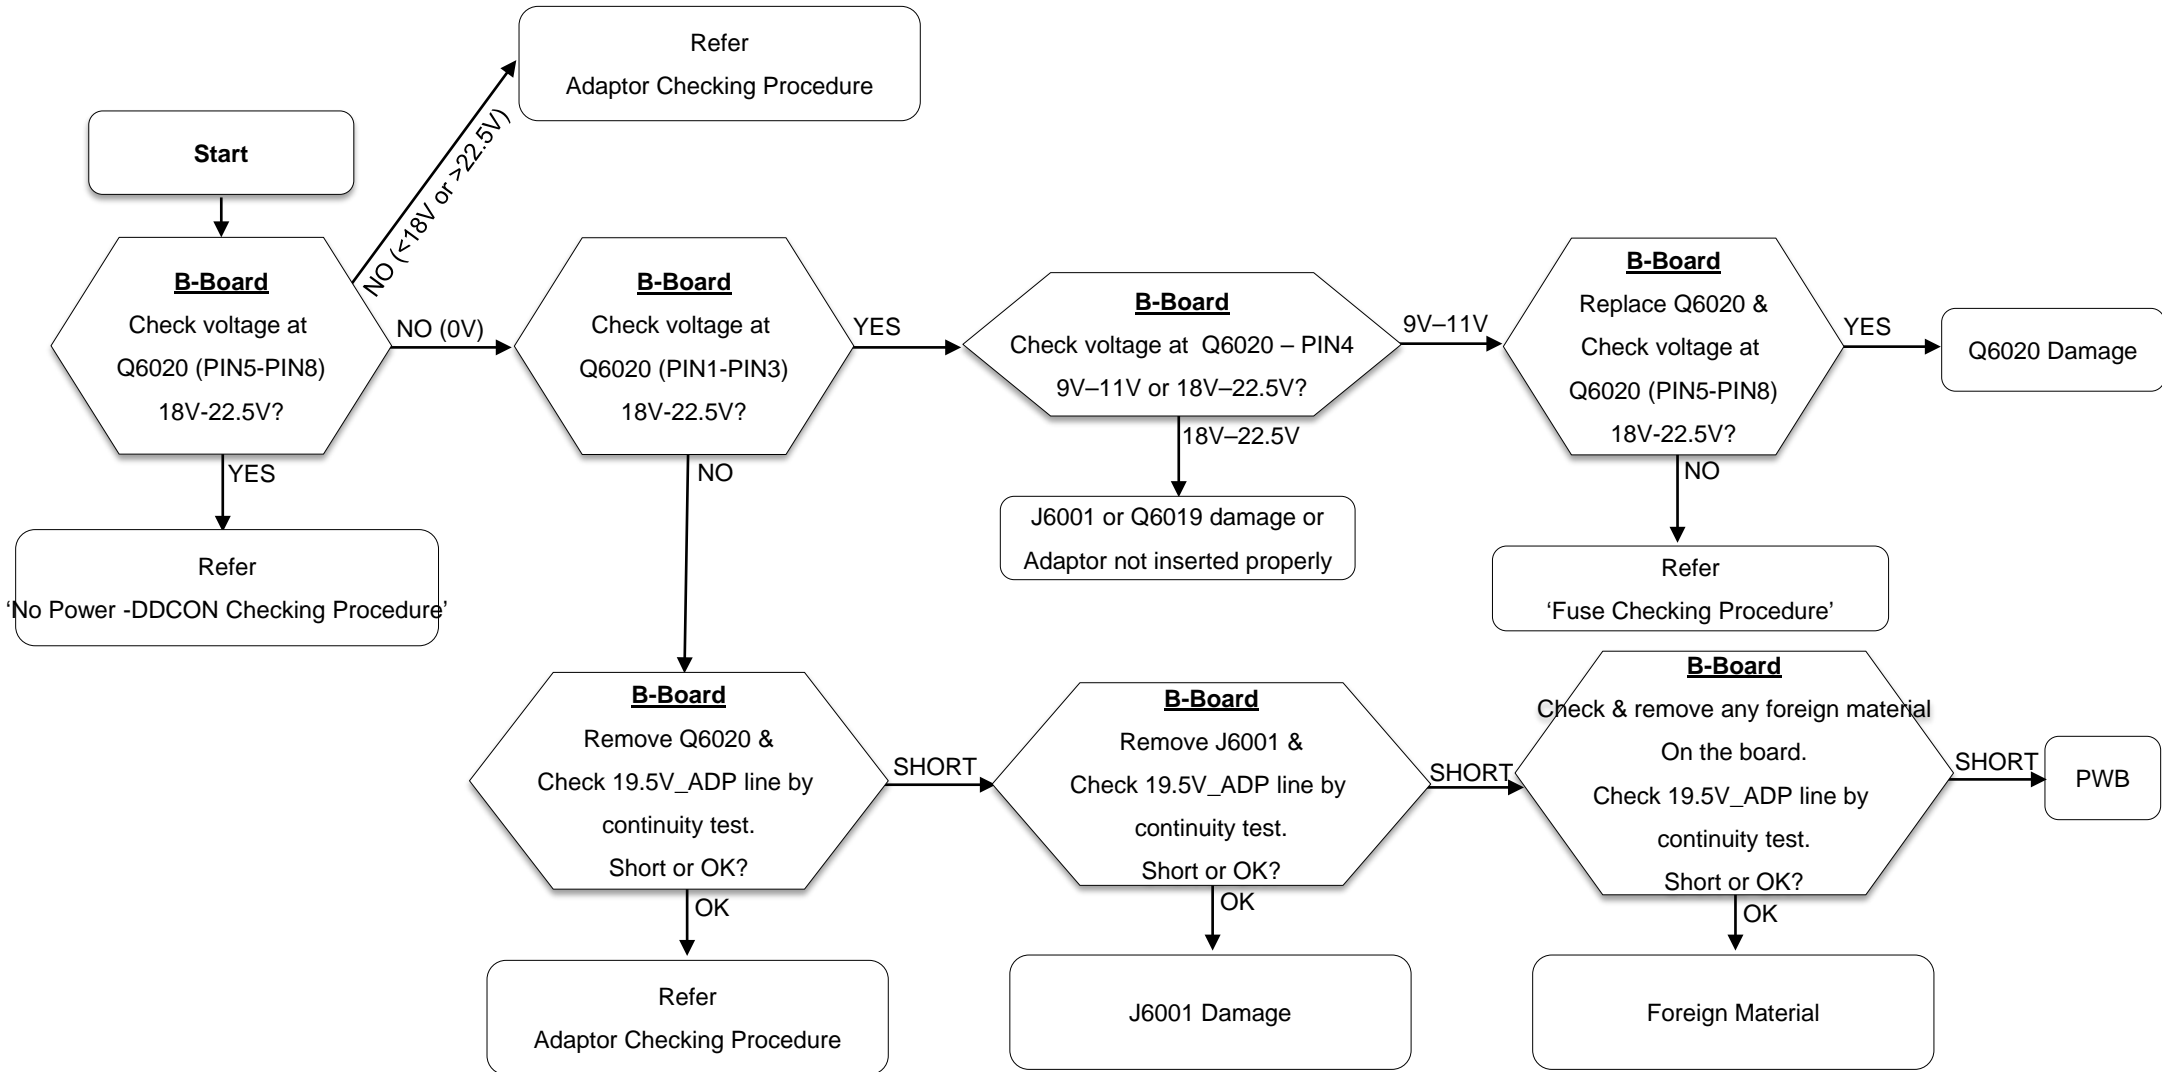 Refer
Adaptor Checking Procedure
Start
NO (<18V or >22.5V)
B-Board
Check voltage at
Q6020 (PIN5-PIN8)
18V-22.5V?
NO (0V)
YES
Refer
‘No Power -DDCON Checking Procedure’
B-Board
Check voltage at
Q6020 (PIN1-PIN3)
18V-22.5V?
YES
NO
B-Board
Check voltage at  Q6020 – PIN4
9V–11V or 18V–22.5V?
9V–11V
18V–22.5V
J6001 or Q6019 damage or
Adaptor not inserted properly
B-Board
Replace Q6020 &
Check voltage at
Q6020 (PIN5-PIN8)
18V-22.5V?
YES
Q6020 Damage
NO
Refer
‘Fuse Checking Procedure’
B-Board
Remove Q6020 &
Check 19.5V_ADP line by
continuity test.
Short or OK?
SHORT
OK
Refer
Adaptor Checking Procedure
B-Board
Remove J6001 &
Check 19.5V_ADP line by
continuity test.
Short or OK?
SHORT
OK
J6001 Damage
B-Board
Check & remove any foreign material
On the board.
Check 19.5V_ADP line by
continuity test.
Short or OK?
SHORT
PWB
OK
Foreign Material